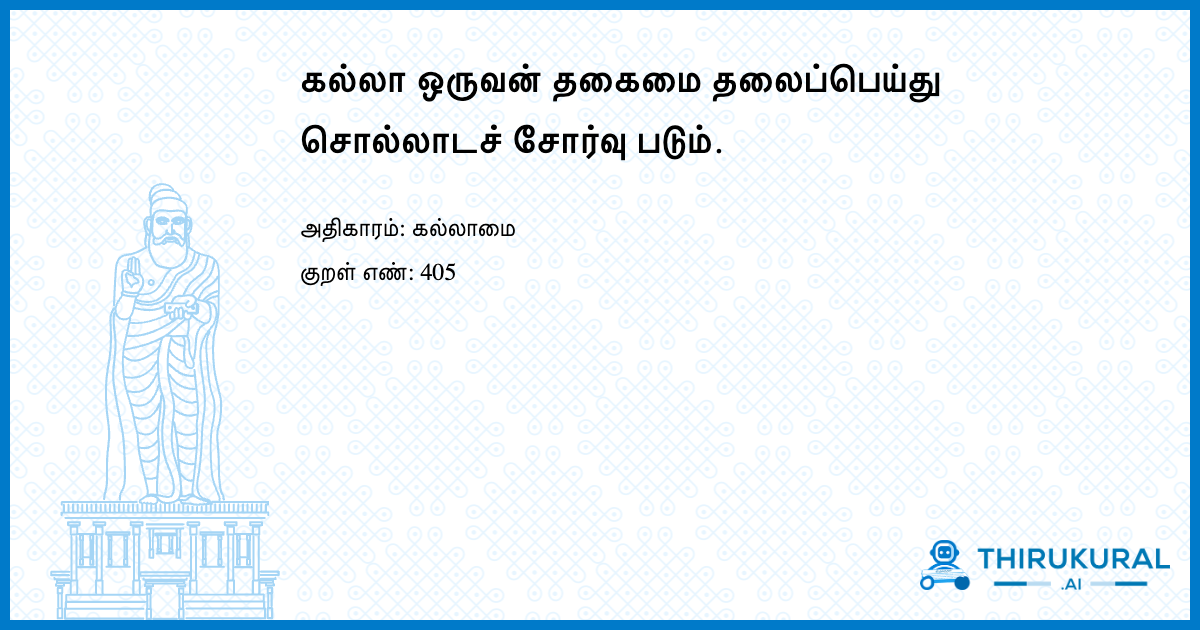 கல்லா ஒருவன் தகைமை தலைப்பெய்து
சொல்லாடச் சோர்வு படும்.
அதிகாரம்: கல்லாமை
குறள் எண்: 405
THIRUKURAL
.AI